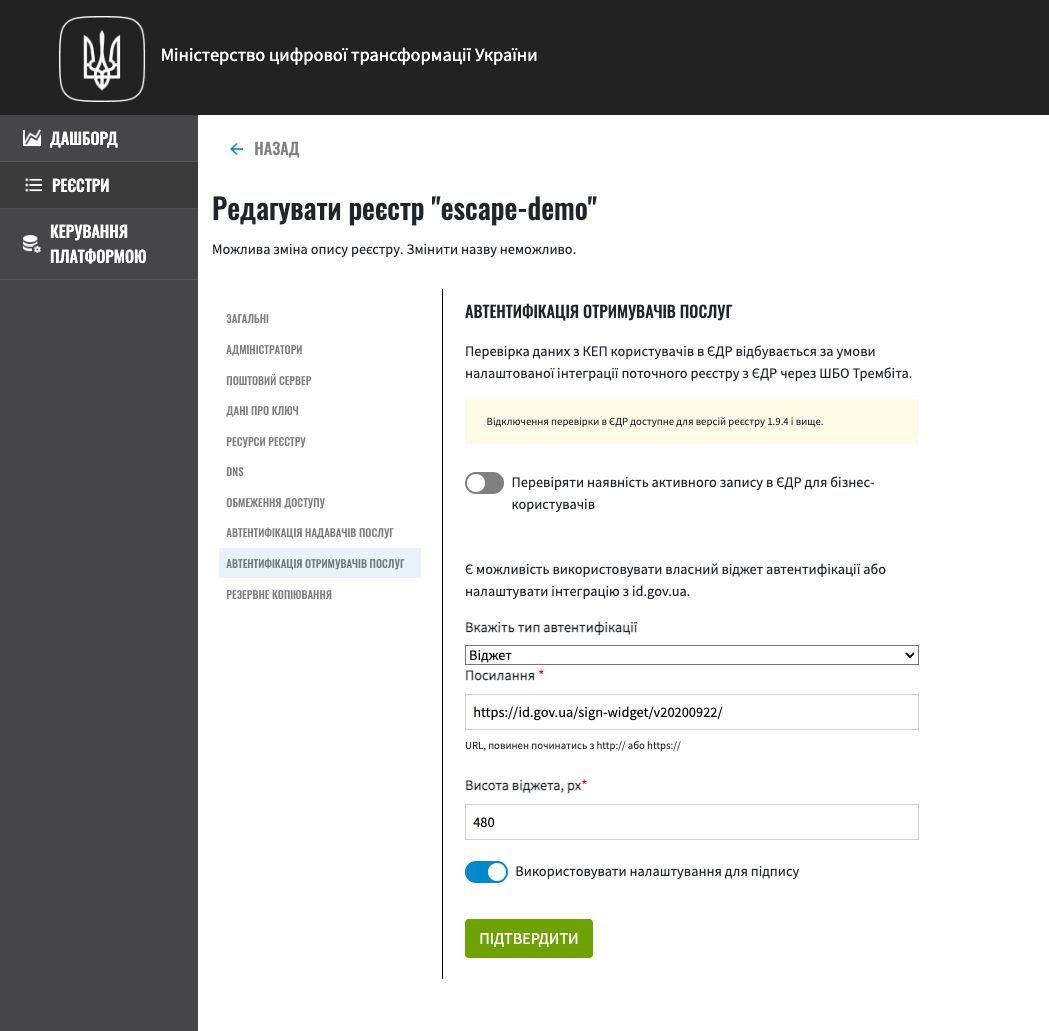 Міністерство цифрової трансформації України
ДАШБОРД
РЕЄСТРИ
КЕРУВАННЯ
ПЛАТФОРМОЮ
НАЗАД
Редагувати реєстр "escape-demo"
Можлива зміна опису реєстру. Змінити назву неможливо.
ЗАГАЛЬНІ
АДМІНІСТРАТОРИ
ПОШТОВИЙ СЕРВЕР
ДАНІ ПРО КЛЮЧ
РЕСУРСИ РЕЄСТРУ
DNS
ОБМЕЖЕННЯ ДОСТУПУ
АВТЕНТИФІКАЦІЯ НАДАВАЧІВ ПОСЛУГ
АВТЕНТИФІКАЦІЯ ОТРИМУВАЧІВ ПОСЛУГ
РЕЗЕРВНЕ КОПІЮВАННЯ
АВТЕНТИФІКАЦІЯ ОТРИМУВАЧІВ ПОСЛУГ
Перевірка даних з КЕП користувачів в ЄДР відбувається за умови
налаштованої інтеграції поточного реєстру з ЄДР через ШБО Трембіта.
Відключення перевірки в ЄДР доступне для версій реєстру 1.9.4 і вище.
Перевіряти наявність активного запису в ЄДР для бізнес-
користувачів
Є можливість використовувати власний віджет автентифікації або
налаштувати інтеграцію з id.gov.ua.
Вкажіть тип автентифікації
Віджет
Посилання *
https://id.gov.ua/sign-widget/v20200922/
URL, повинен починатись з http:// або https://
Висота віджета, px*
480
Використовувати налаштування для підпису
ПІДТВЕРДИТИ